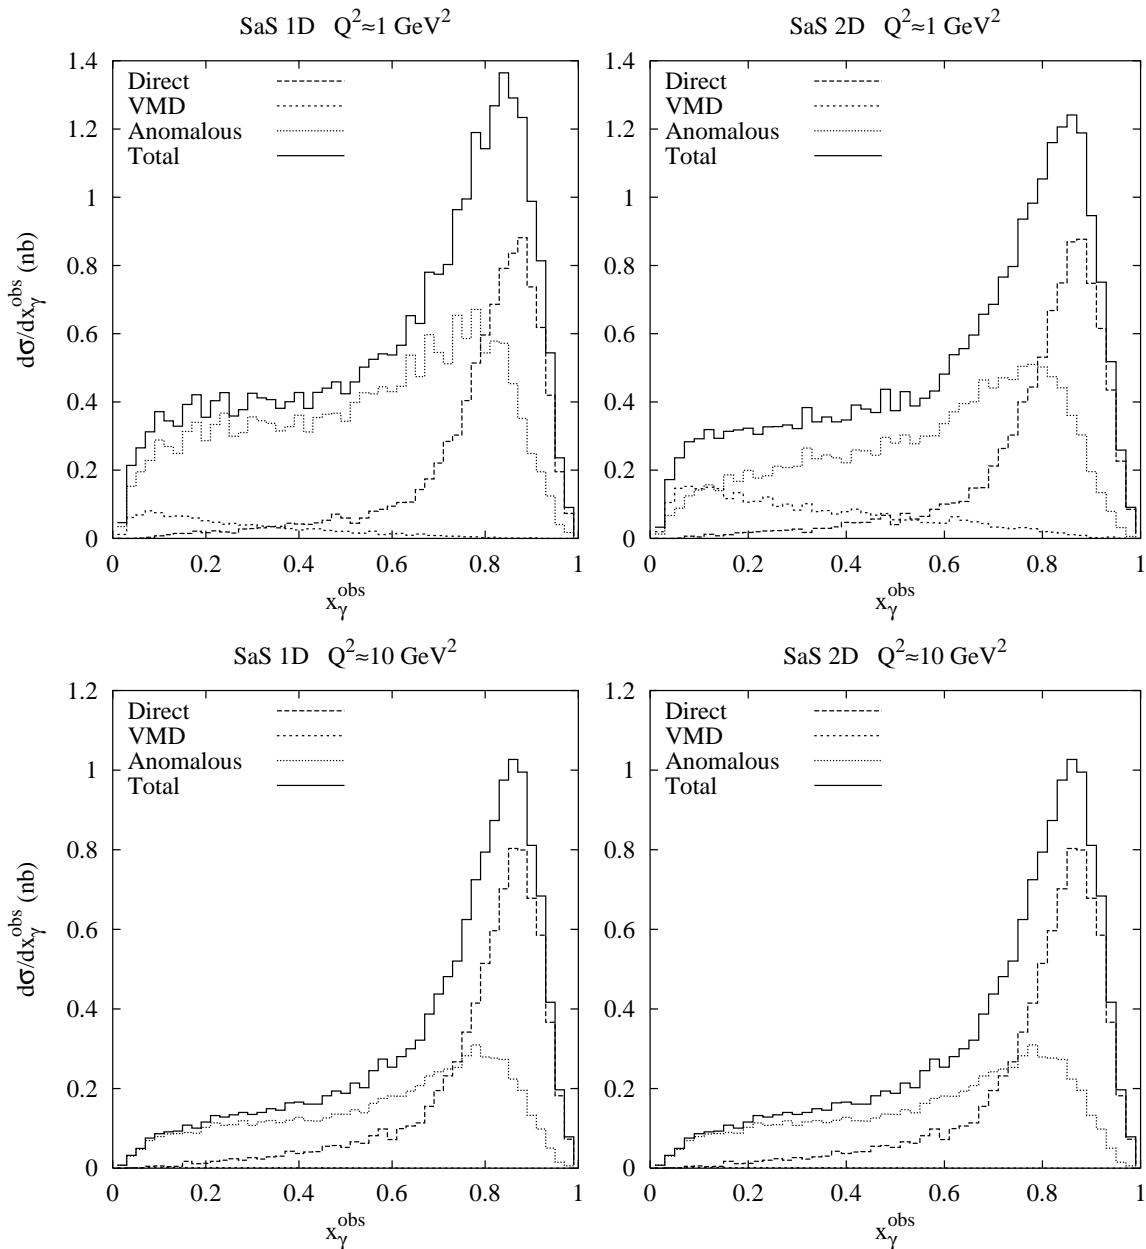 SaS 1D Q²≈1 GeV²
dσ/dxγ^obs (nb)
1.4
1.2
1
0.8
0.6
0.4
0.2
0
Direct
VMD
Anomalous
Total
0 0.2 0.4 0.6 0.8 1
xγ^obs
SaS 2D Q²≈1 GeV²
1.4
1.2
1
0.8
0.6
0.4
0.2
0
Direct
VMD
Anomalous
Total
0 0.2 0.4 0.6 0.8 1
xγ^obs
SaS 1D Q²≈10 GeV²
dσ/dxγ^obs (nb)
1.2
1
0.8
0.6
0.4
0.2
0
Direct
VMD
Anomalous
Total
0 0.2 0.4 0.6 0.8 1
xγ^obs
SaS 2D Q²≈10 GeV²
1.2
1
0.8
0.6
0.4
0.2
0
Direct
VMD
Anomalous
Total
0 0.2 0.4 0.6 0.8 1
xγ^obs